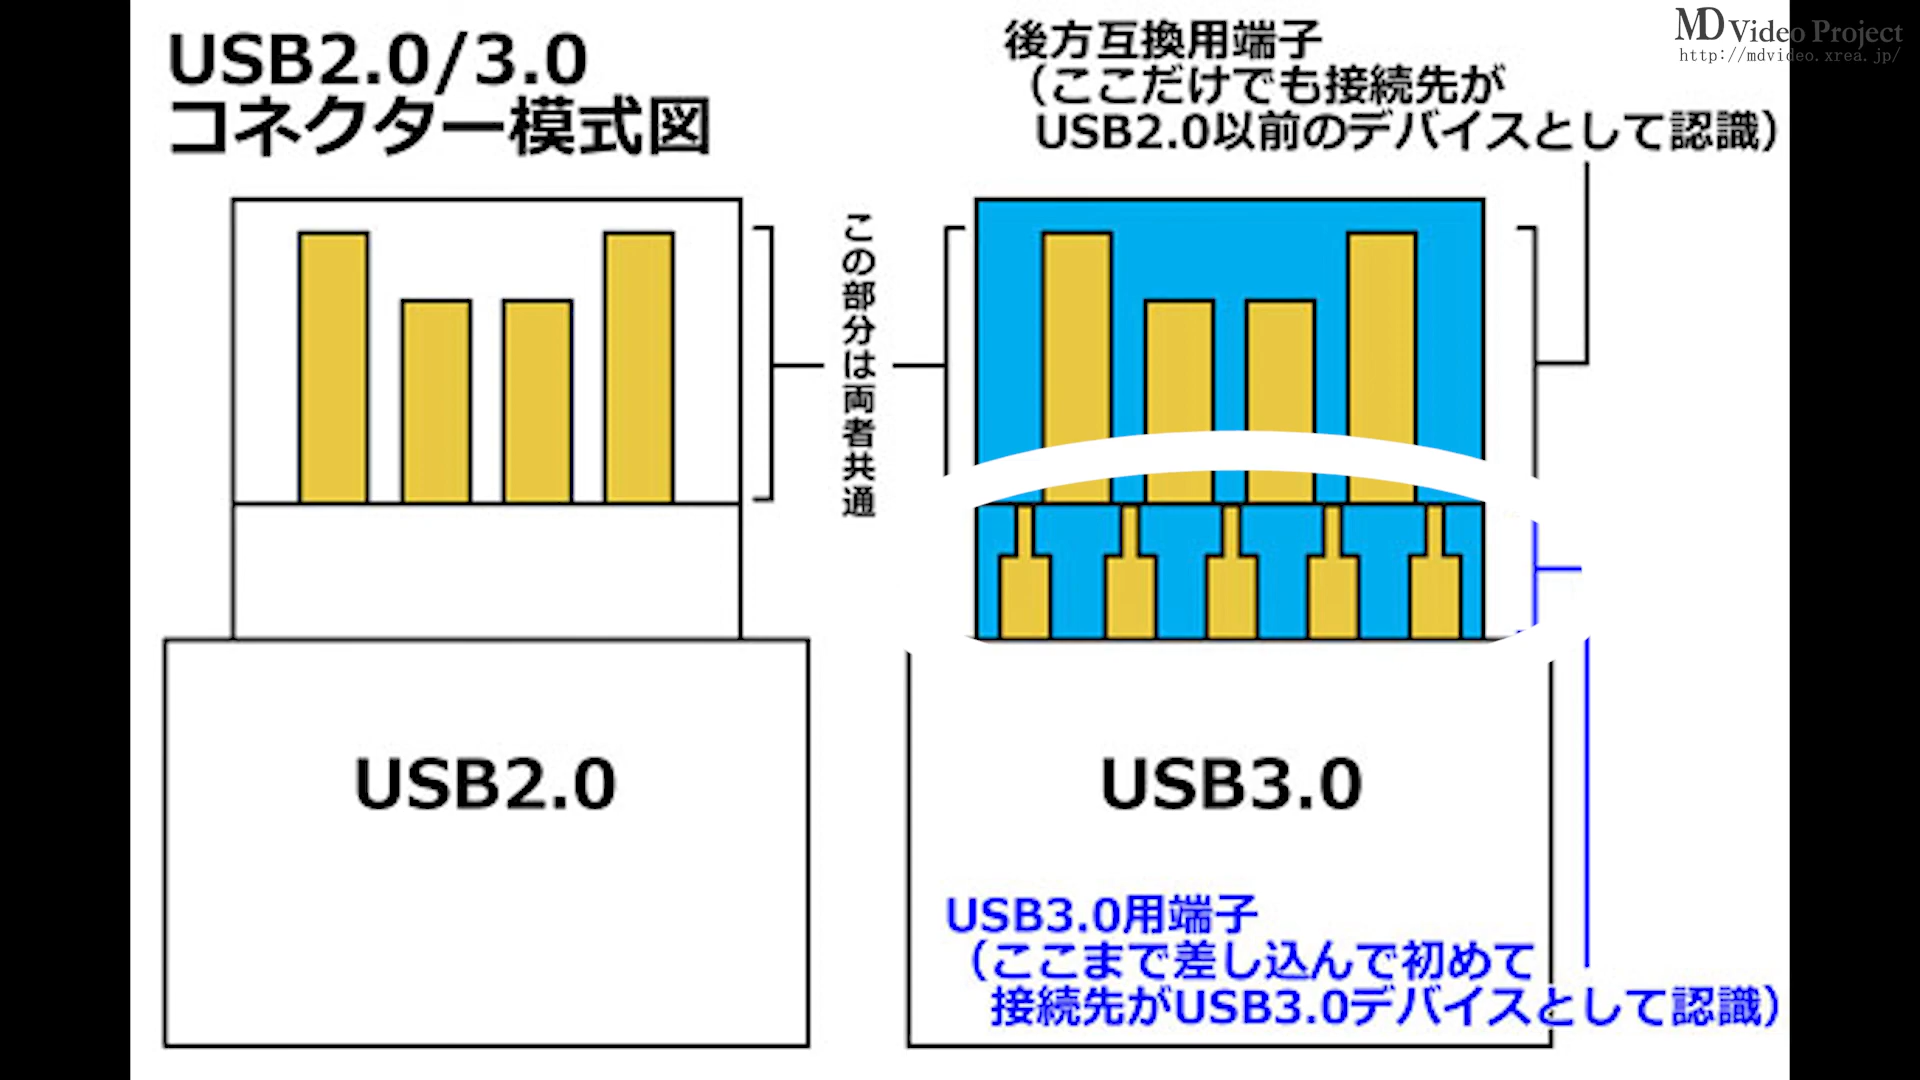 USB2.0/3.0
コネクター模式図
後方互換用端子
（ここだけでも接続先が
USB2.0以前のデバイスとして認識）
MD Video Project
http://mdvideo.xrea.jp/
この部分は両者共通
USB2.0
USB3.0
USB3.0用端子
（ここまで差し込んで初めて
接続先がUSB3.0デバイスとして認識）